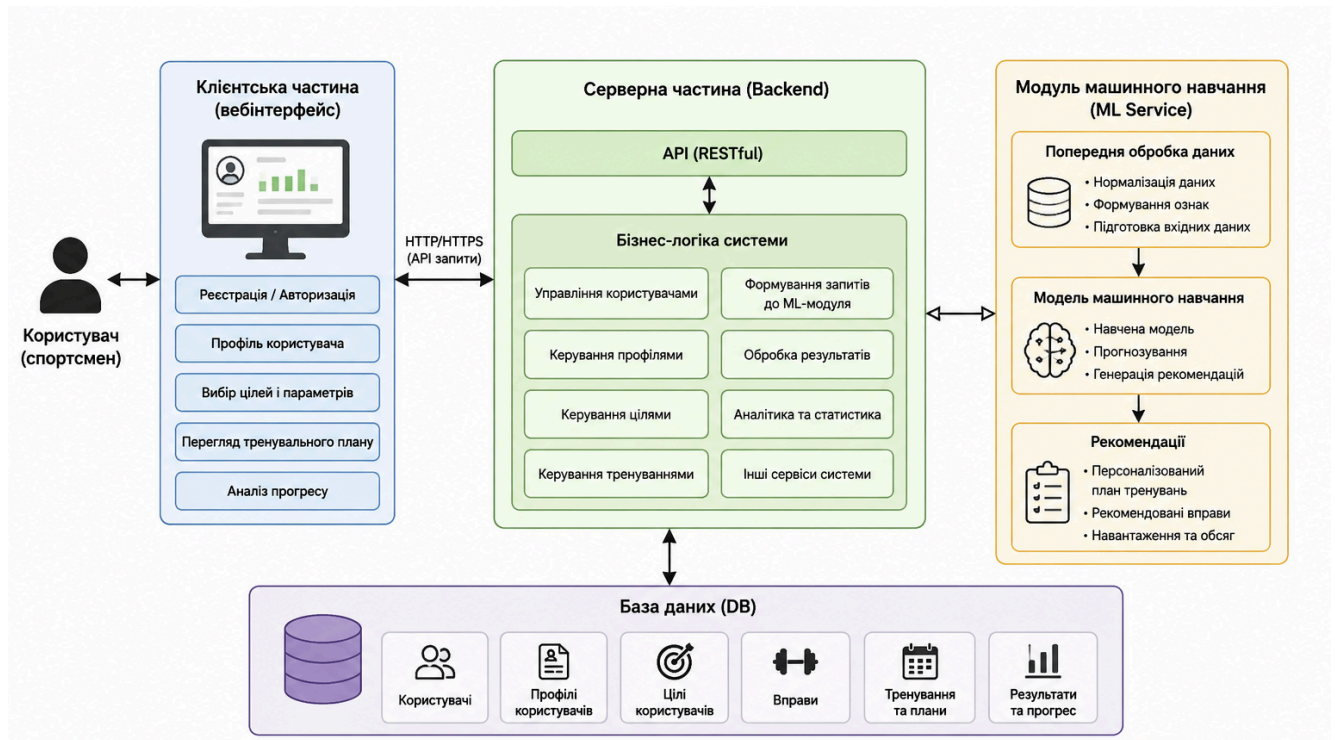 Користувач
(спортсмен)
Клієнтська частина
(вебінтерфейс)
Реєстрація / Авторизація
Профіль користувача
Вибір цілей і параметрів
Перегляд тренувального плану
Аналіз прогресу
HTTP/HTTPS
(API запити)
Серверна частина (Backend)
API (RESTful)
Бізнес-логіка системи
Управління користувачами
Формування запитів
до ML-модуля
Керування профілями
Обробка результатів
Керування цілями
Аналітика та статистика
Керування тренуваннями
Інші сервіси системи
Модуль машинного навчання
(ML Service)
Попередня обробка даних
• Нормалізація даних
• Формування ознак
• Підготовка вхідних даних
Модель машинного навчання
• Навчена модель
• Прогнозування
• Генерація рекомендацій
Рекомендації
• Персоналізований
план тренувань
• Рекомендовані вправи
• Навантаження та обсяг
База даних (DB)
Користувачі
Профілі
користувачів
Цілі
користувачів
Вправи
Тренування
та плани
Результати
та прогрес